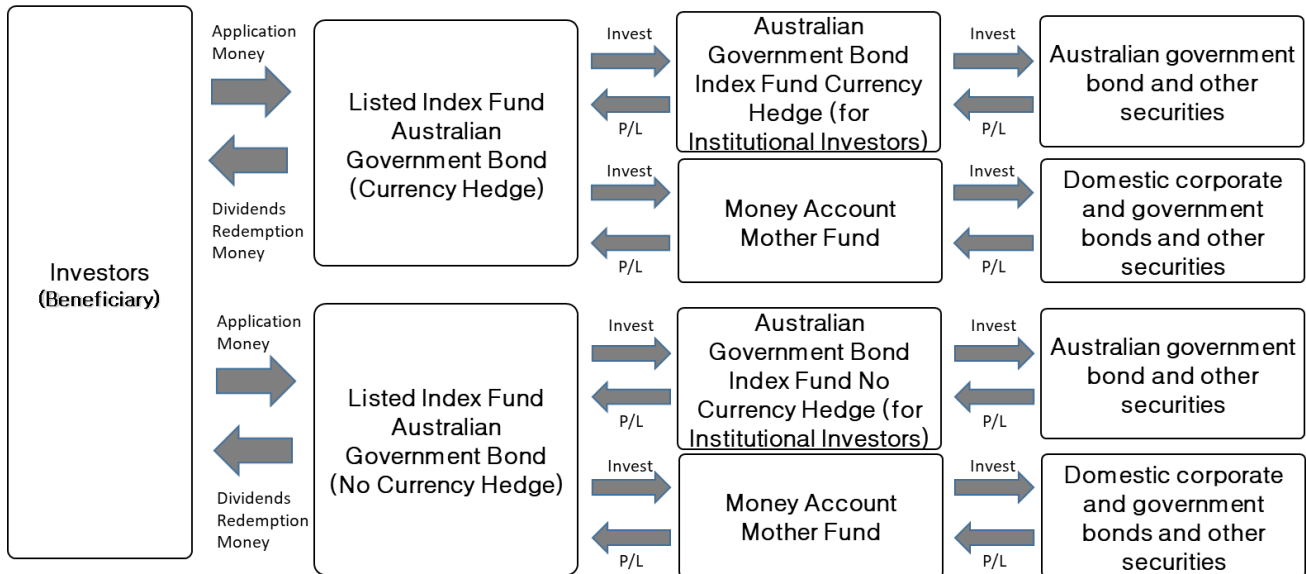 Investors
(Beneficiary)
Application
Money
Dividends
Redemption
Money
Listed Index Fund
Australian
Government Bond
(Currency Hedge)
Invest
P/L
Australian
Government Bond
Index Fund Currency
Hedge (for
Institutional Investors)
Invest
P/L
Australian government
bond and other
securities
Invest
P/L
Money Account
Mother Fund
Invest
P/L
Domestic corporate
and government
bonds and other
securities
Application
Money
Dividends
Redemption
Money
Listed Index Fund
Australian
Government Bond
(No Currency Hedge)
Invest
P/L
Australian
Government Bond
Index Fund No
Currency Hedge (for
Institutional Investors)
Invest
P/L
Australian government
bond and other
securities
Invest
P/L
Money Account
Mother Fund
Invest
P/L
Domestic corporate
and government
bonds and other
securities